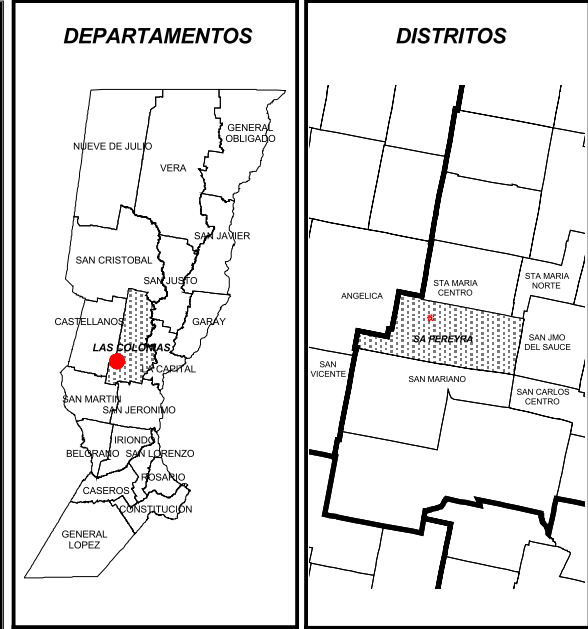 DEPARTAMENTOS
NUEVE DE JULIO
GENERAL
OBLIGADO
VERA
SAN JAVIER
SAN CRISTOBAL
SAN JUSTO
CASTELLANOS
GARAY
LAS COLONIAS
LA CAPITAL
SAN MARTIN
SAN JERONIMO
IRIONDO
BELGRANO
SAN LORENZO
ROSARIO
CASEROS
CONSTITUCIÓN
GENERAL
LOPEZ
DISTRITOS
STA MARIA
CENTRO
STA MARIA
NORTE
ANGELICA
SA PEREYRA
SAN JMO
DEL SAUCE
SAN
VICENTE
SAN MARIANO
SAN CARLOS
CENTRO